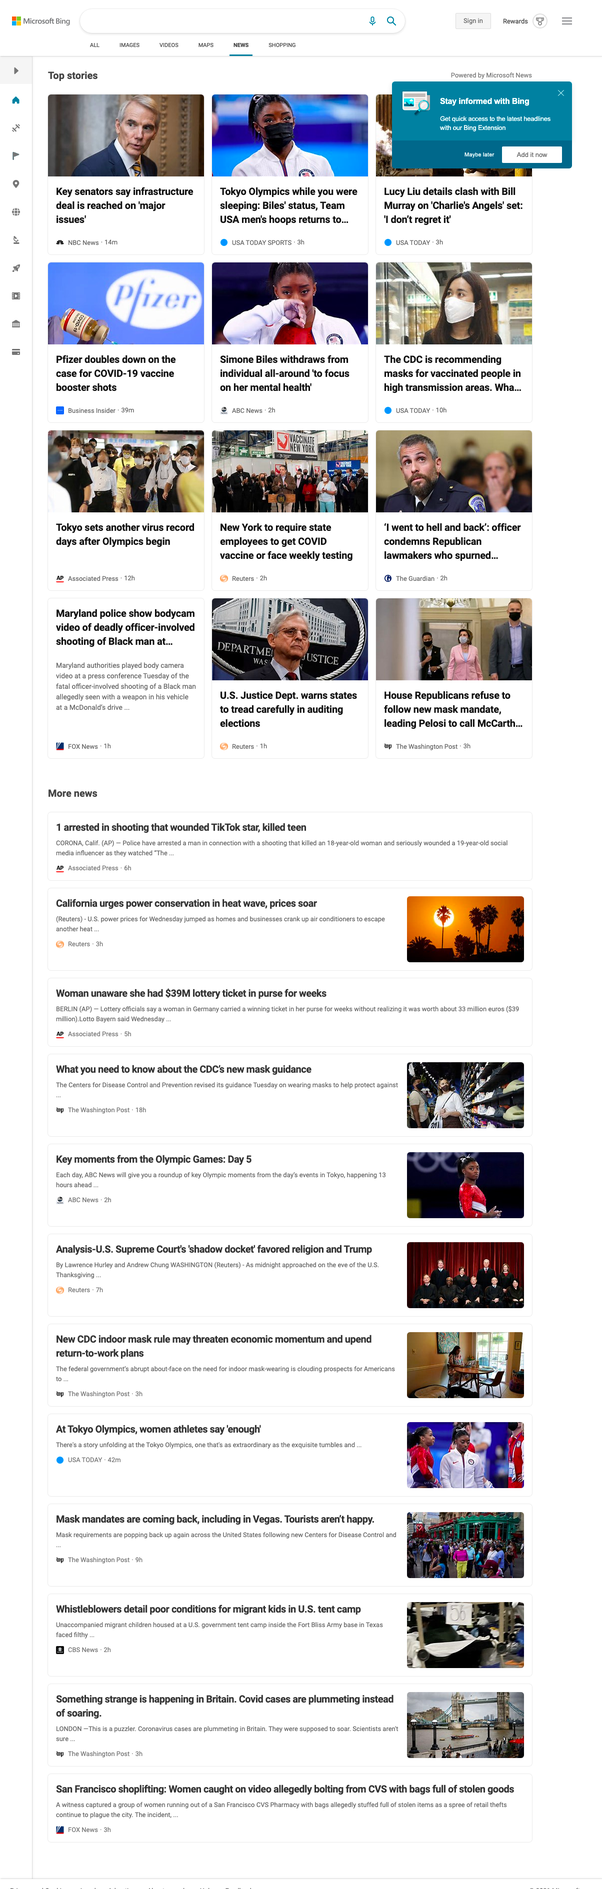 Microsoft Bing
Sign in
Rewards
ALL
IMAGES
VIDEOS
MAPS
NEWS
SHOPPING
Top stories
Powered by Microsoft News
Stay informed with Bing
Get quick access to the latest headlines
with our Bing Extension
Maybe later
Add it now
Key senators say infrastructure
deal is reached on 'major
issues'
NBC News · 14m
Tokyo Olympics while you were
sleeping: Biles' status, Team
USA men's hoops returns to...
USA TODAY SPORTS · 3h
Lucy Liu details clash with Bill
Murray on 'Charlie's Angels' set:
'I don't regret it'
USA TODAY · 3h
Pfizer
Pfizer doubles down on the
case for COVID-19 vaccine
booster shots
Business Insider · 39m
Simone Biles withdraws from
individual all-around 'to focus
on her mental health'
ABC News · 2h
The CDC is recommending
masks for vaccinated people in
high transmission areas. Wha...
USA TODAY · 10h
Tokyo sets another virus record
days after Olympics begin
AP
Associated Press · 12h
VACCINATE
NEW YORK
New York to require state
employees to get COVID
vaccine or face weekly testing
Reuters · 2h
'I went to hell and back': officer
condemns Republican
lawmakers who spurned...
The Guardian · 2h
Maryland police show bodycam
video of deadly officer-involved
shooting of Black man at...
Maryland authorities played body camera
video at a press conference Tuesday of the
fatal officer-involved shooting of a Black man
allegedly seen with a weapon in his vehicle
at a McDonald's drive ...
FOX News · 1h
DEPARTMENT
JUSTICE
WAS
U.S. Justice Dept. warns states
to tread carefully in auditing
elections
Reuters · 1h
House Republicans refuse to
follow new mask mandate,
leading Pelosi to call McCarth...
wp
The Washington Post · 3h
More news
1 arrested in shooting that wounded TikTok star, killed teen
CORONA, Calif. (AP) — Police have arrested a man in connection with a shooting that killed an 18-year-old woman and seriously wounded a 19-year-old social
media influencer as they watched "The ...
AP
Associated Press · 6h
California urges power conservation in heat wave, prices soar
(Reuters) - U.S. power prices for Wednesday jumped as homes and businesses crank up air conditioners to escape
another heat ...
Reuters · 3h
Woman unaware she had $39M lottery ticket in purse for weeks
BERLIN (AP) — Lottery officials say a woman in Germany carried a winning ticket in her purse for weeks without realizing it was worth about 33 million euros ($39
million).Lotto Bayern said Wednesday ...
AP
Associated Press · 5h
What you need to know about the CDC's new mask guidance
The Centers for Disease Control and Prevention revised its guidance Tuesday on wearing masks to help protect against
...
wp
The Washington Post · 18h
Key moments from the Olympic Games: Day 5
Each day, ABC News will give you a roundup of key Olympic moments from the day's events in Tokyo, happening 13
hours ahead ...
ABC News · 2h
Analysis-U.S. Supreme Court's 'shadow docket' favored religion and Trump
By Lawrence Hurley and Andrew Chung WASHINGTON (Reuters) - As midnight approached on the eve of the U.S.
Thanksgiving ...
Reuters · 7h
New CDC indoor mask rule may threaten economic momentum and upend
return-to-work plans
The federal government's abrupt about-face on the need for indoor mask-wearing is clouding prospects for Americans
to ...
wp
The Washington Post · 3h
At Tokyo Olympics, women athletes say 'enough'
There's a story unfolding at the Tokyo Olympics, one that's as extraordinary as the exquisite tumbles and ...
USA TODAY · 42m
Mask mandates are coming back, including in Vegas. Tourists aren't happy.
Mask requirements are popping back up again across the United States following new Centers for Disease Control and
...
wp
The Washington Post · 9h
Whistleblowers detail poor conditions for migrant kids in U.S. tent camp
Unaccompanied migrant children housed at a U.S. government tent camp inside the Fort Bliss Army base in Texas
faced filthy ...
CBS News · 2h
56
Something strange is happening in Britain. Covid cases are plummeting instead
of soaring.
LONDON —This is a puzzler. Coronavirus cases are plummeting in Britain. They were supposed to soar. Scientists aren't
sure ...
wp
The Washington Post · 3h
San Francisco shoplifting: Women caught on video allegedly bolting from CVS with bags full of stolen goods
A witness captured a group of women running out of a San Francisco CVS Pharmacy with bags allegedly stuffed full of stolen items as a spree of retail thefts
continue to plague the city. The incident, ...
FOX News · 3h